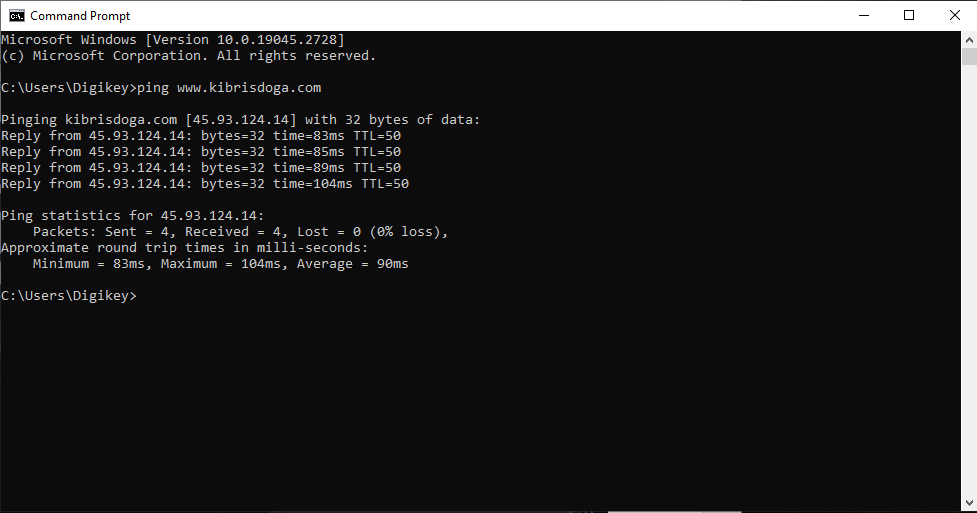 Command Prompt
Microsoft Windows [Version 10.0.19045.2728]
(c) Microsoft Corporation. All rights reserved.
C:\Users\Digikey>ping www.kibrisdoga.com
Pinging kibrisdoga.com [45.93.124.14] with 32 bytes of data:
Reply from 45.93.124.14: bytes=32 time=83ms TTL=50
Reply from 45.93.124.14: bytes=32 time=85ms TTL=50
Reply from 45.93.124.14: bytes=32 time=89ms TTL=50
Reply from 45.93.124.14: bytes=32 time=104ms TTL=50
Ping statistics for 45.93.124.14:
    Packets: Sent = 4, Received = 4, Lost = 0 (0% loss),
Approximate round trip times in milli-seconds:
    Minimum = 83ms, Maximum = 104ms, Average = 90ms
C:\Users\Digikey>